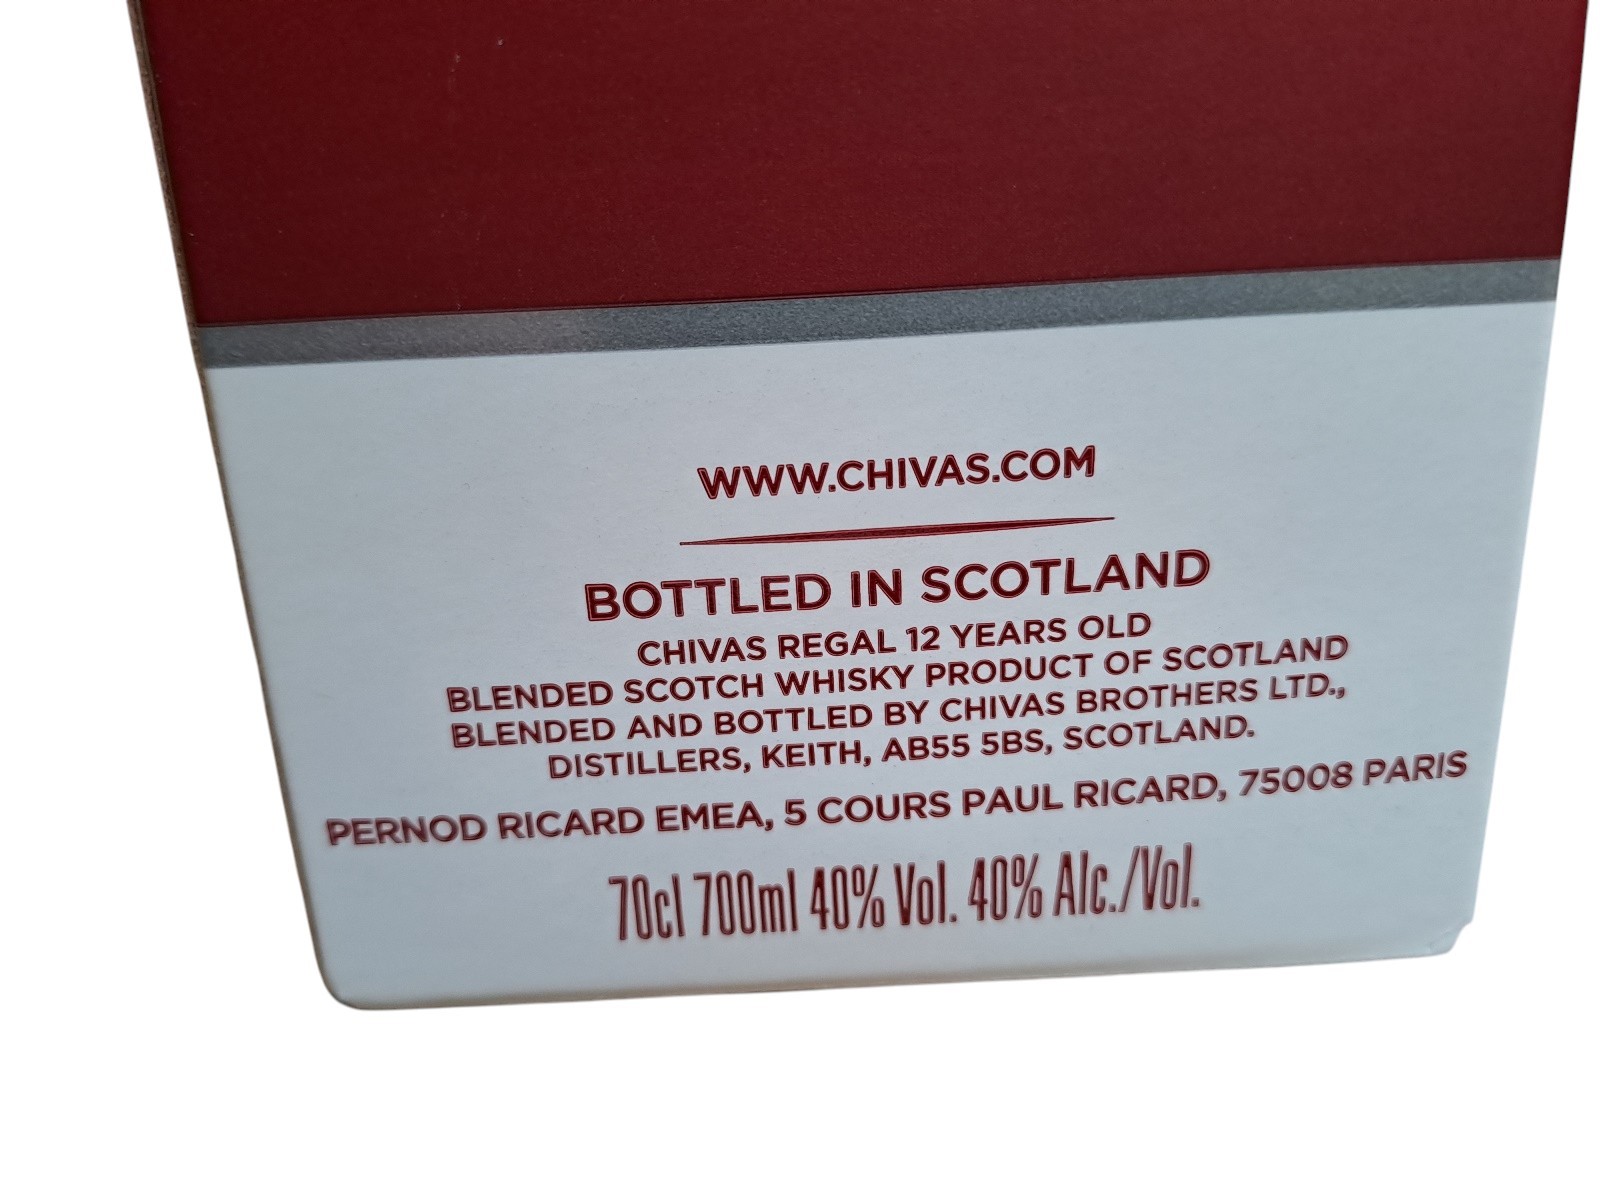 WWW.CHIVAS.COM
BOTTLED IN SCOTLAND
CHIVAS REGAL 12 YEARS OLD
BLENDED SCOTCH WHISKY PRODUCT OF SCOTLAND
BLENDED AND BOTTLED BY CHIVAS BROTHERS LTD.,
DISTILLERS, KEITH, AB55 5BS, SCOTLAND.
PERNOD RICARD EMEA, 5 COURS PAUL RICARD, 75008 PARIS
70cl 700ml 40% Vol. 40% Alc./Vol.